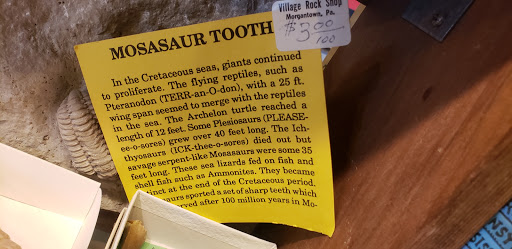 Village Rock Shop
Morgantown, Pa.
$3.00
100
MOSASAUR TOOTH
In the Cretaceous seas, giants continued
to proliferate. The flying reptiles, such as
Pteranodon (TERR-an-O-don), with a 25 ft.
wing span seemed to merge with the reptiles
in the sea. The Archelon turtle reached a
length of 12 feet. Some Plesiosaurs (PLEASE-
ee-o-sores) grew over 40 feet long. The Ich-
thyosaurs (ICK-thee-o-sores) died out but
savage serpent-like Mosasaurs were some 35
feet long. These sea lizards fed on fish and
shell fish such as Ammonites. They became
tinct at the end of the Cretaceous period.
saurs sported a set of sharp teeth which
served after 100 million years in Mo-